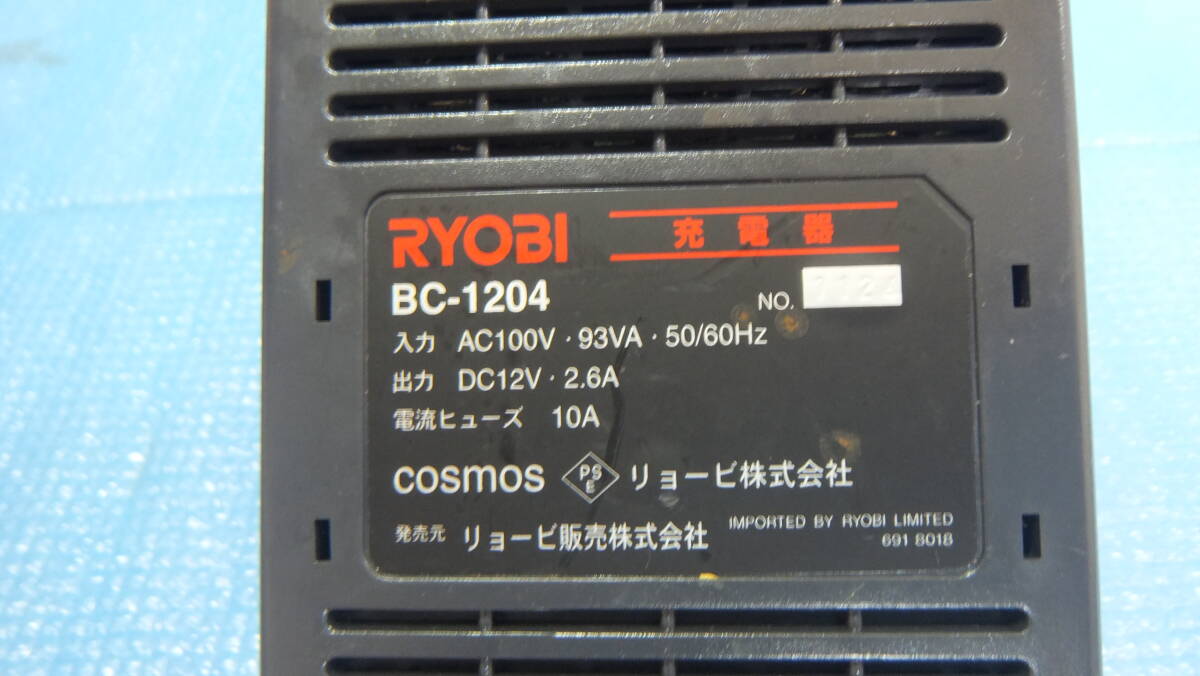 RYOBI 充電器
BC-1204 NO.
入力 AC100V・93VA・50/60Hz
出力 DC12V・2.6A
電流ヒューズ 10A
cosmos PSE リョービ株式会社
発売元 リョービ販売株式会社
IMPORTED BY RYOBI LIMITED
691 8018